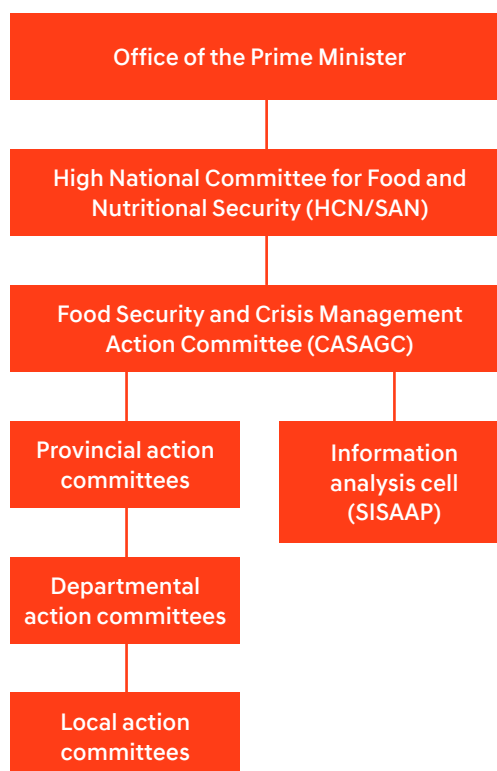 Office of the Prime Minister
High National Committee for Food and
Nutritional Security (HCN/SAN)
Food Security and Crisis Management
Action Committee (CASAGC)
Provincial action
committees
Information
analysis cell
(SISAAP)
Departmental
action committees
Local action
committees